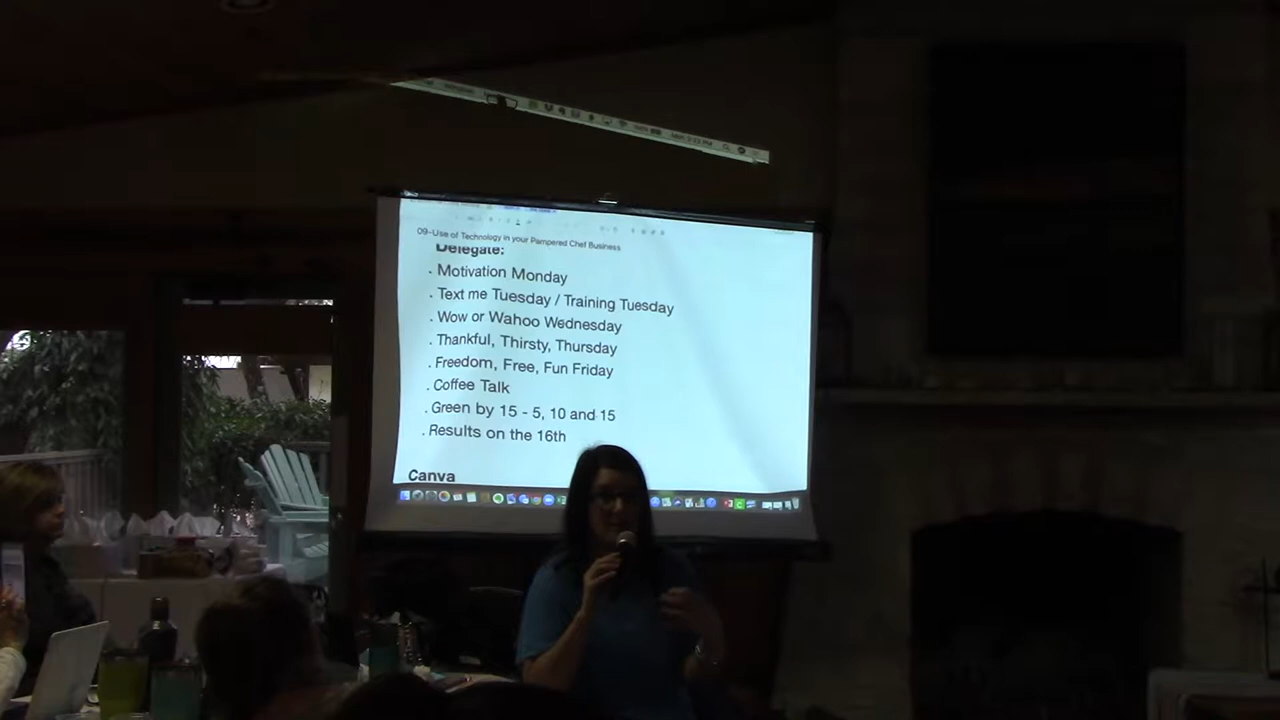 09-Use of Technology in your Pampered Chef Business
Delegate:
. Motivation Monday
. Text me Tuesday / Training Tuesday
. Wow or Wahoo Wednesday
. Thankful, Thirsty, Thursday
. Freedom, Free, Fun Friday
. Coffee Talk
. Green by 15 - 5, 10 and 15
. Results on the 16th
Canva